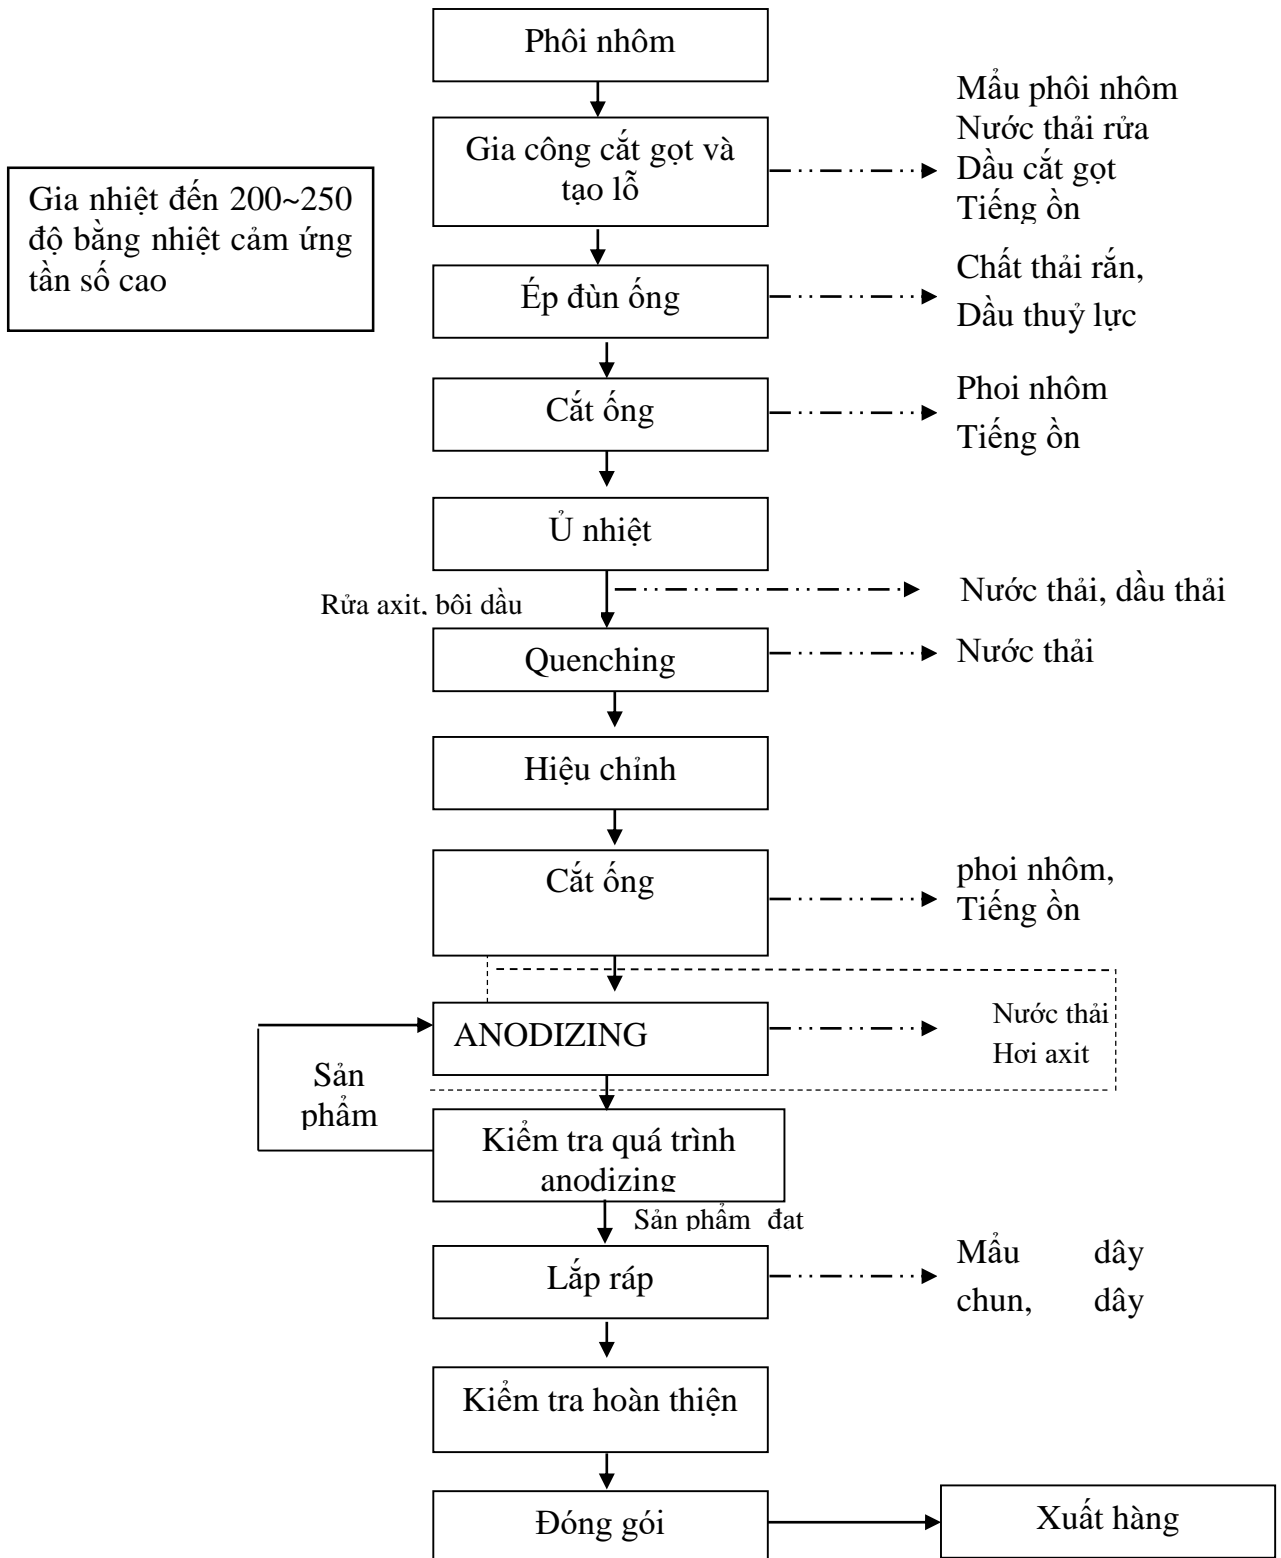 Phôi nhôm
Gia công cắt gọt và
tạo lỗ
Mẩu phôi nhôm
Nước thải rửa
Dầu cắt gọt
Tiếng ồn
Gia nhiệt đến 200~250
độ bằng nhiệt cảm ứng
tần số cao
Ép đùn ống
Chất thải rắn,
Dầu thuỷ lực
Cắt ống
Phoi nhôm
Tiếng ồn
Ủ nhiệt
Rửa axit, bôi dầu
Nước thải, dầu thải
Quenching
Nước thải
Hiệu chỉnh
Cắt ống
phoi nhôm,
Tiếng ồn
ANODIZING
Nước thải
Hơi axit
Sản
phẩm
Kiểm tra quá trình
anodizing
Sản phẩm đạt
Lắp ráp
Mẩu dây
chun, dây
Kiểm tra hoàn thiện
Đóng gói
Xuất hàng